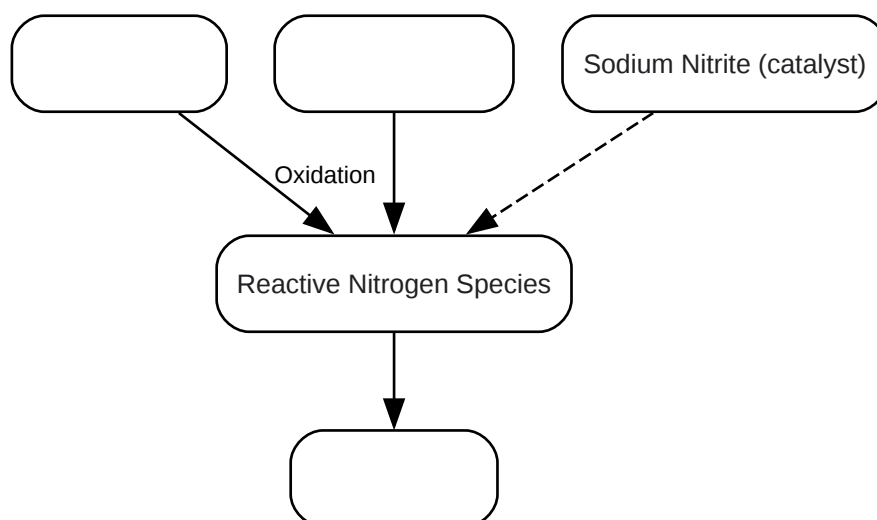 Sodium Nitrite (catalyst)
Oxidation
Reactive Nitrogen Species